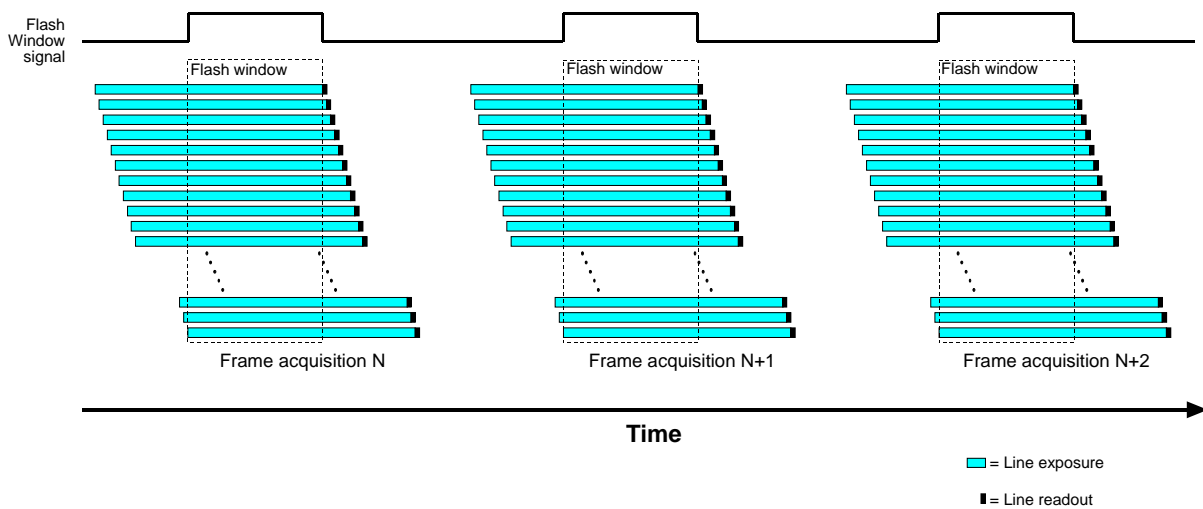 Flash
Window
signal
Flash window
Flash window
Flash window
Frame acquisition N
Frame acquisition N+1
Frame acquisition N+2
Time
= Line exposure
= Line readout